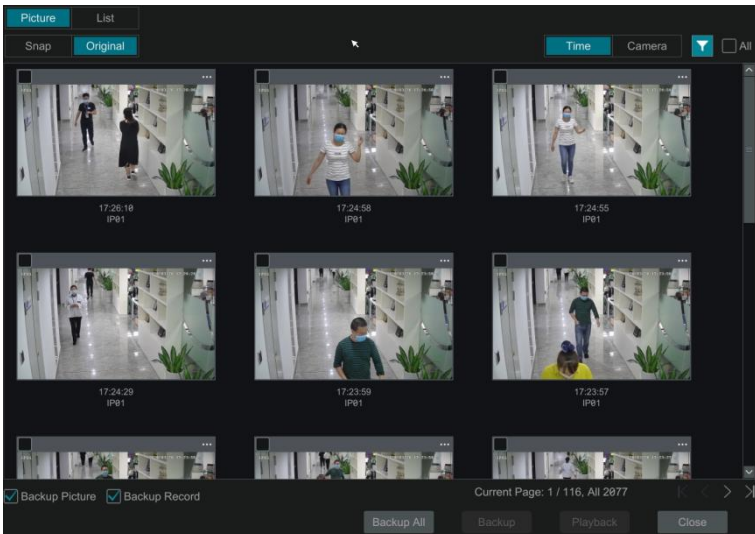 Picture List
Snap Original Time Camera All
17:26:10 17:24:58 17:24:55
IP01 IP01 IP01
17:24:29 17:23:59 17:23:57
IP01 IP01 IP01
Backup Picture Backup Record Current Page: 1 / 116, All 2077
Backup All Backup Playback Close